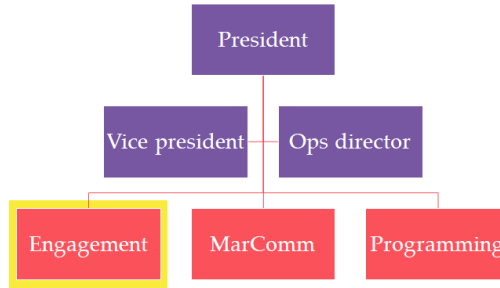 President
Vice president
Ops director
Engagement
MarComm
Programming